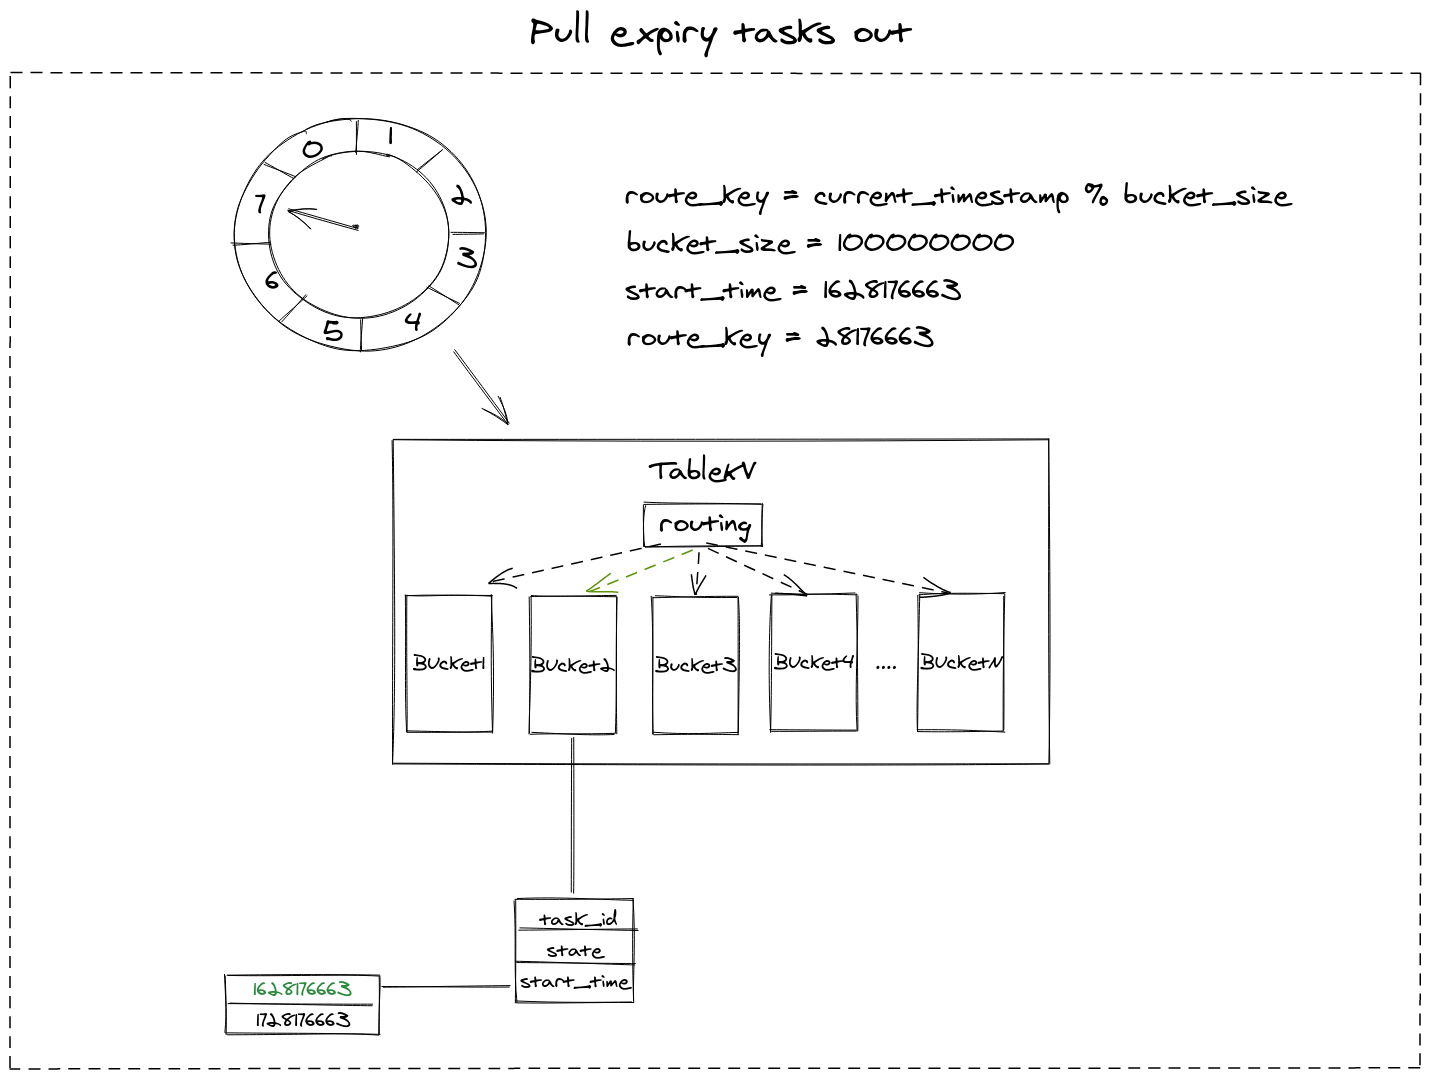 Pull expiry tasks out
0
1
2
3
4
5
6
7
route_key = current_timestamp % bucket_size
bucket_size = 100000000
start_time = 1628176663
route_key = 28176663
TableKV
routing
Bucket1
Bucket2
Bucket3
Bucket4
....
BucketN
task_id
state
start_time
1628176663
1728176663